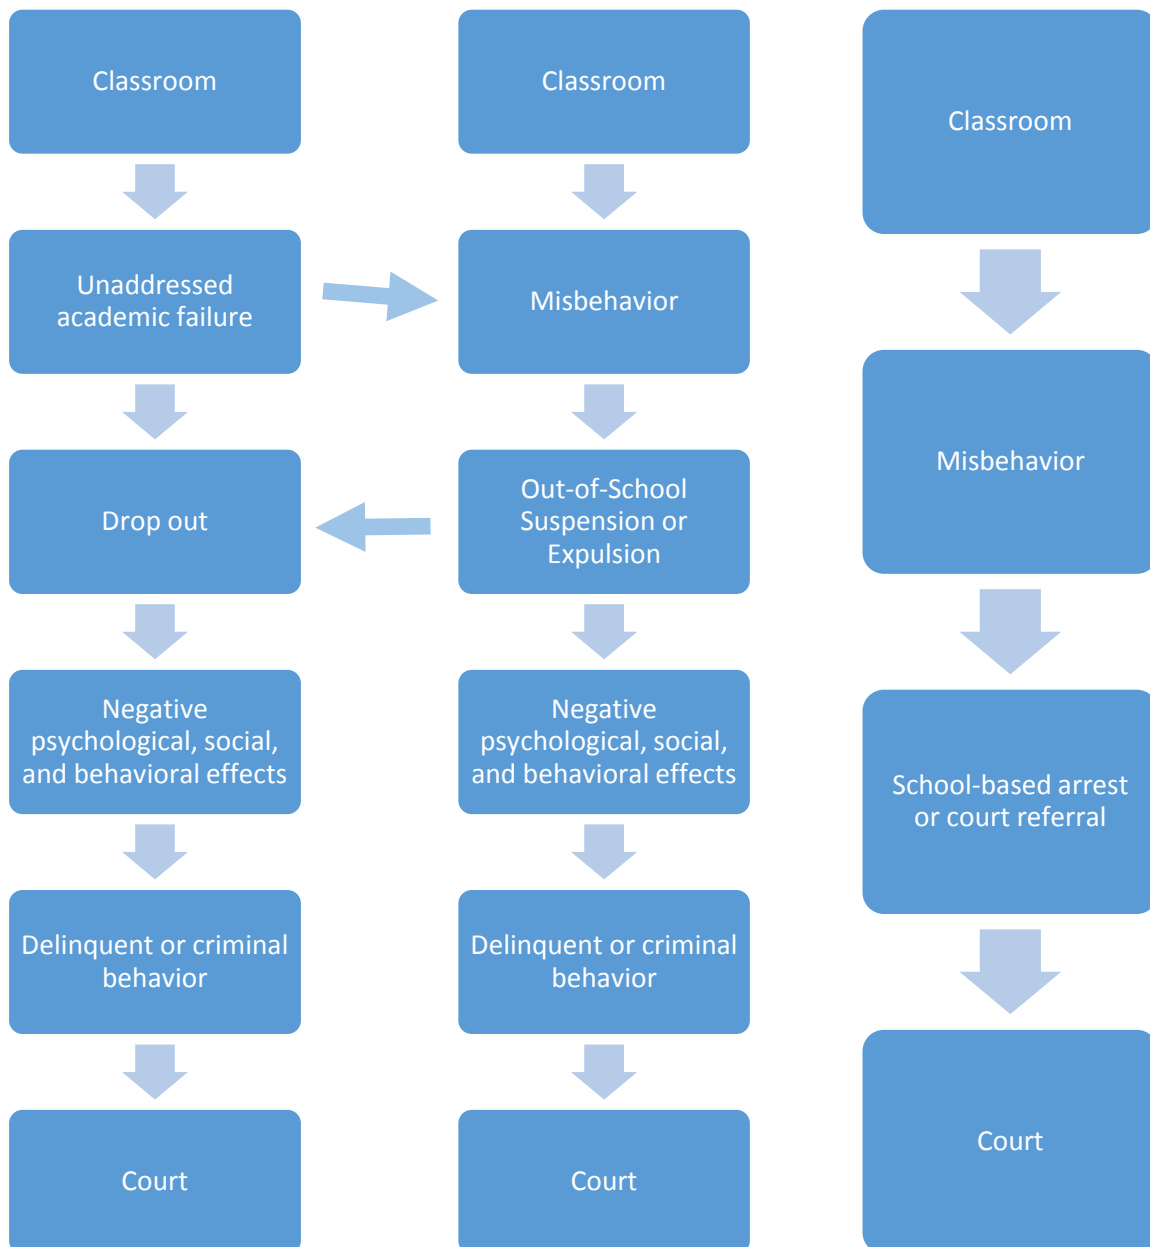 Classroom
Unaddressed
academic failure
Drop out
Negative
psychological, social,
and behavioral effects
Delinquent or criminal
behavior
Court
Classroom
Misbehavior
Out-of-School
Suspension or
Expulsion
Negative
psychological, social,
and behavioral effects
Delinquent or criminal
behavior
Court
Classroom
Misbehavior
School-based arrest
or court referral
Court